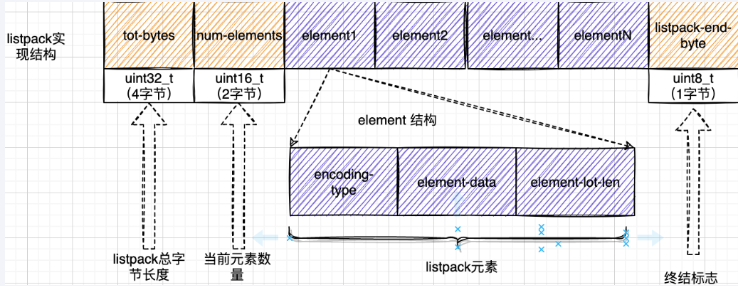 listpack实
现结构
tot-bytes
num-elements
element1
element2
element...
elementN
listpack-end-
byte
uint32_t
（4字节）
uint16_t
（2字节）
uint8_t
（1字节）
element 结构
encoding-
type
element-data
element-lot-len
listpack总字
节长度
当前元素数
量
listpack元素
终结标志